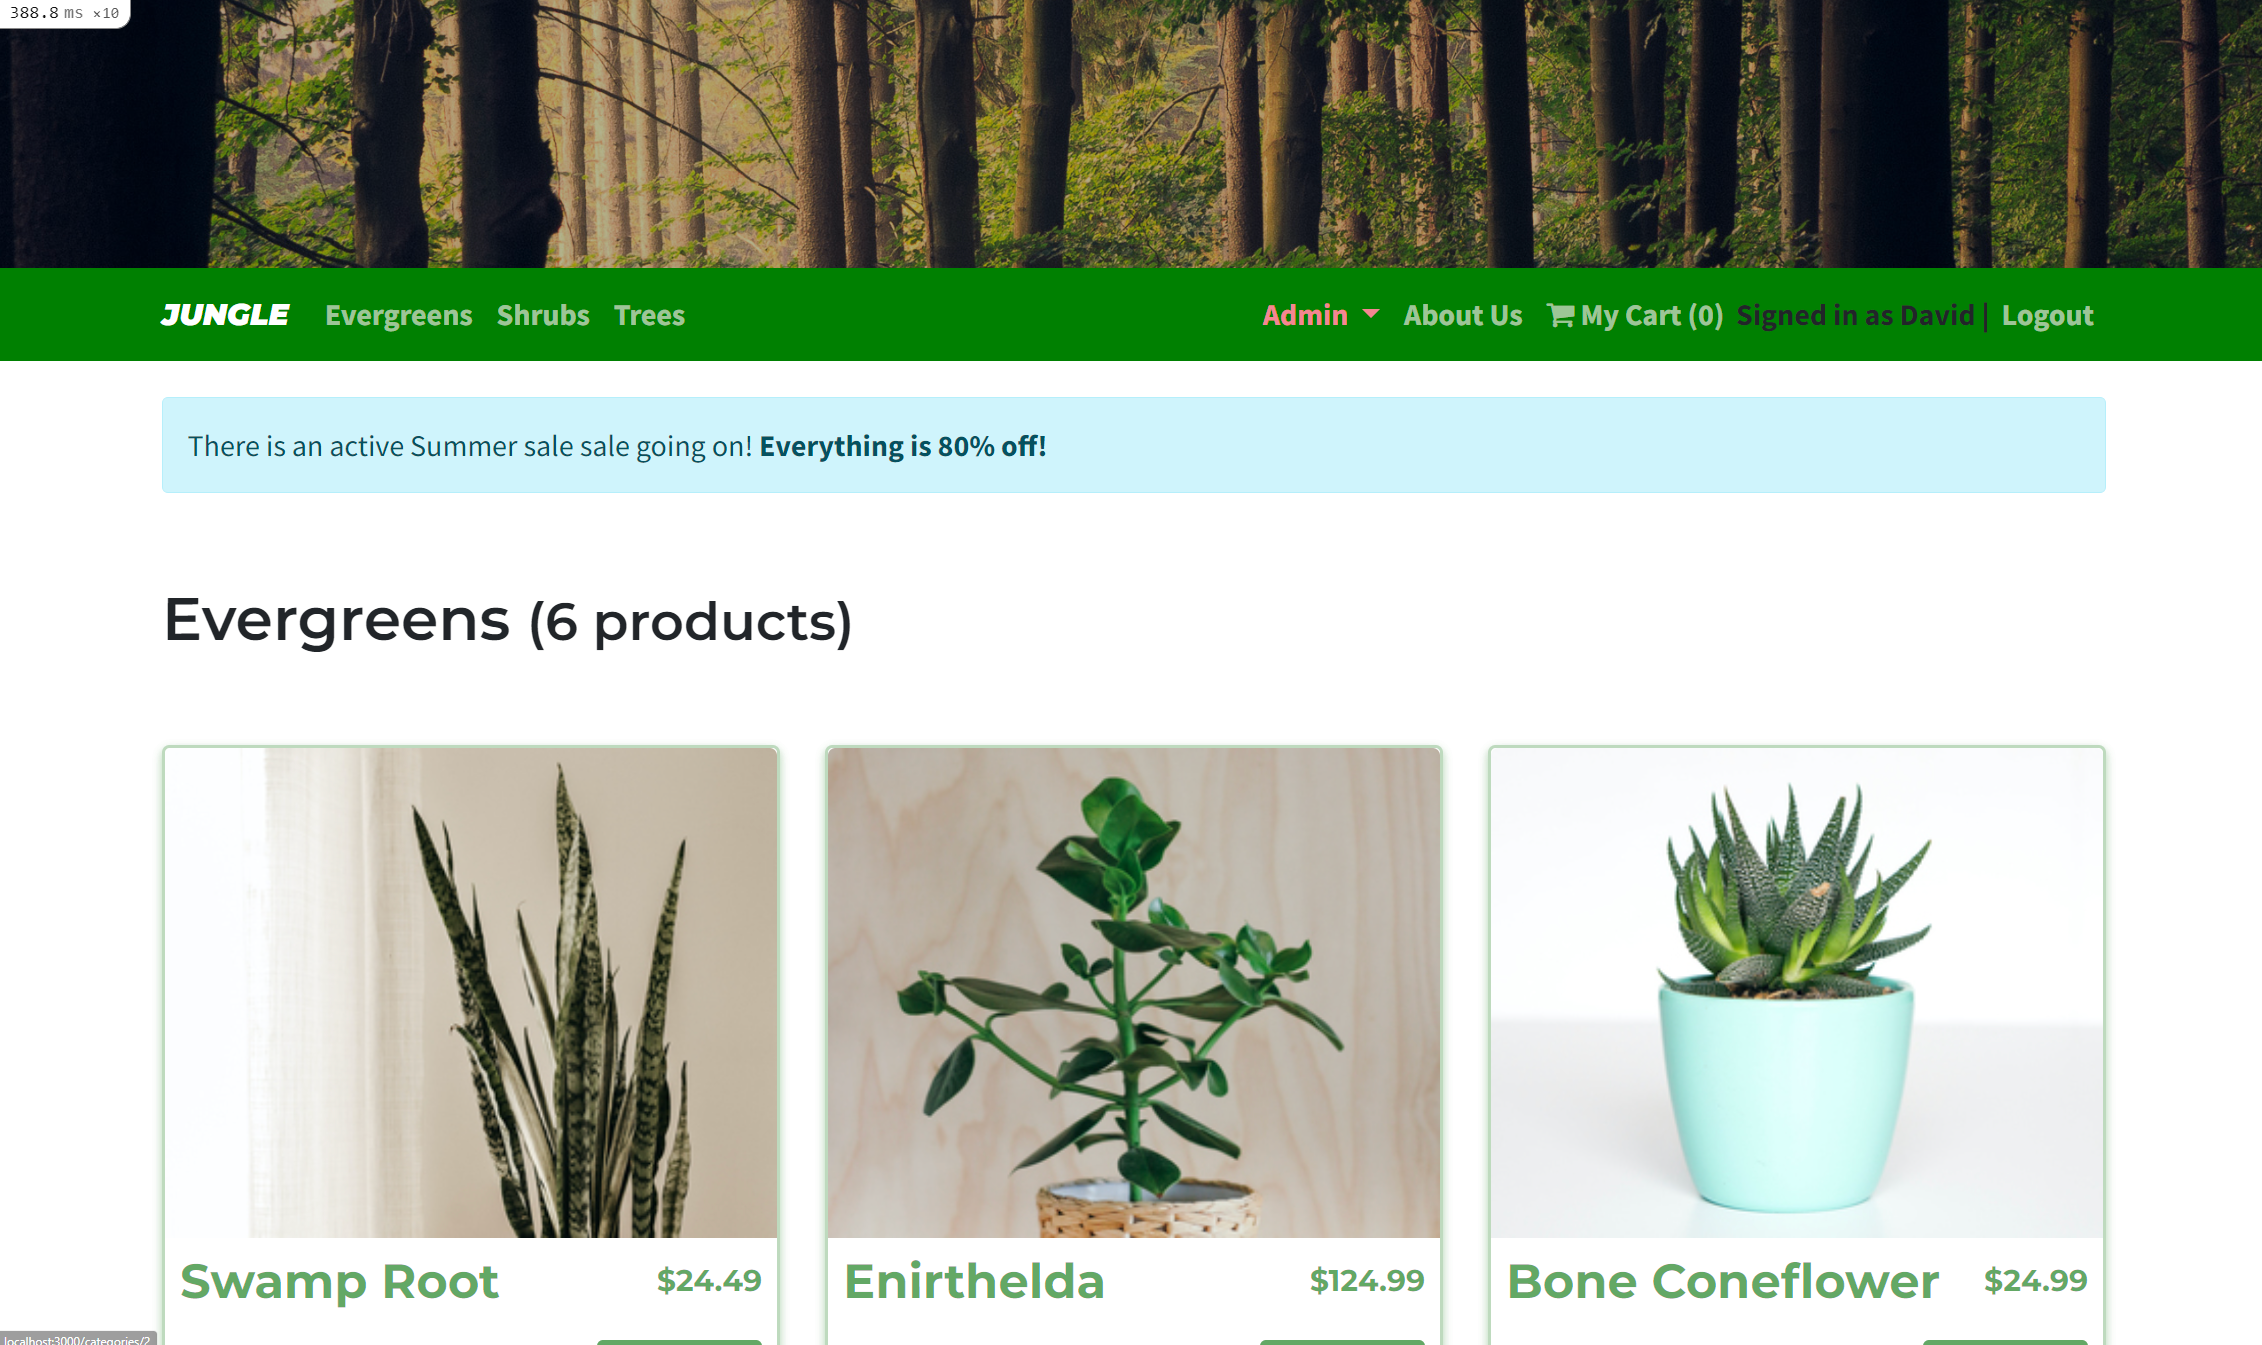 388.8 ms ×10
JUNGLE Evergreens Shrubs Trees Admin About Us My Cart (0) Signed in as David | Logout
There is an active Summer sale sale going on! Everything is 80% off!
Evergreens (6 products)
Swamp Root $24.49 Enirthelda $124.99 Bone Coneflower $24.99
localhost:3000/categories/2